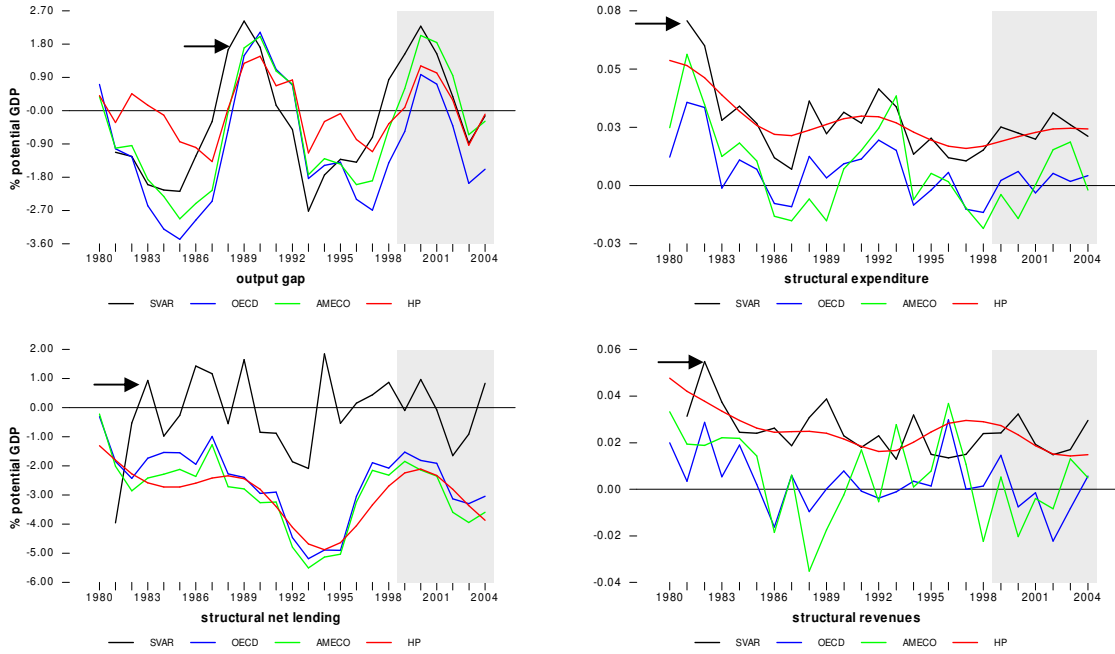 2.70
1.80
0.90
-0.00
-0.90
-1.80
-2.70
-3.60
% potential GDP
1980 1983 1986 1989 1992 1995 1998 2001 2004
output gap
SVAR OECD AMECO HP
0.08
0.05
0.03
0.00
-0.03
1980 1983 1986 1989 1992 1995 1998 2001 2004
structural expenditure
SVAR OECD AMECO HP
2.00
1.00
0.00
-1.00
-2.00
-3.00
-4.00
-5.00
-6.00
% potential GDP
1980 1983 1986 1989 1992 1995 1998 2001 2004
structural net lending
SVAR OECD AMECO HP
0.06
0.04
0.02
0.00
-0.02
-0.04
1980 1983 1986 1989 1992 1995 1998 2001 2004
structural revenues
SVAR OECD AMECO HP